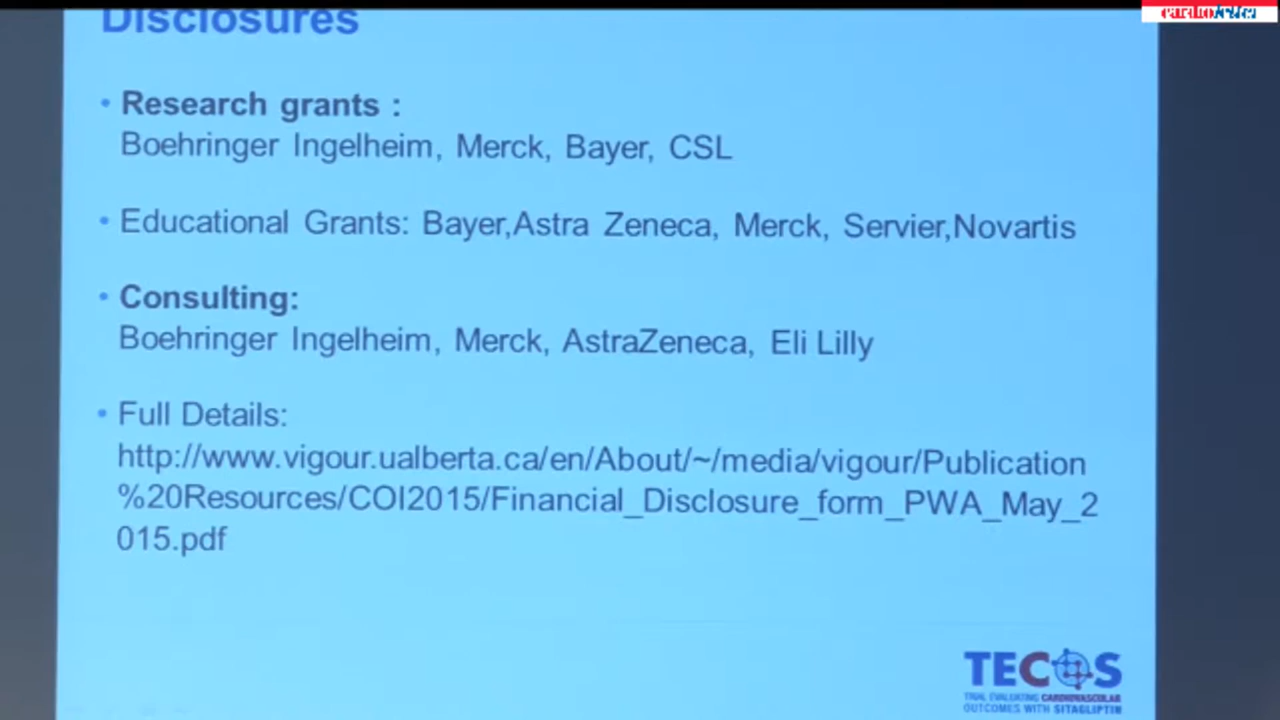 Disclosures
• Research grants :
Boehringer Ingelheim, Merck, Bayer, CSL
• Educational Grants: Bayer,Astra Zeneca, Merck, Servier,Novartis
• Consulting:
Boehringer Ingelheim, Merck, AstraZeneca, Eli Lilly
• Full Details:
http://www.vigour.ualberta.ca/en/About/~/media/vigour/Publication
%20Resources/COI2015/Financial_Disclosure_form_PWA_May_2
015.pdf
TECOS
TRIAL EVALUATING CARDIOVASCULAR
OUTCOMES WITH SITAGLIPTIN